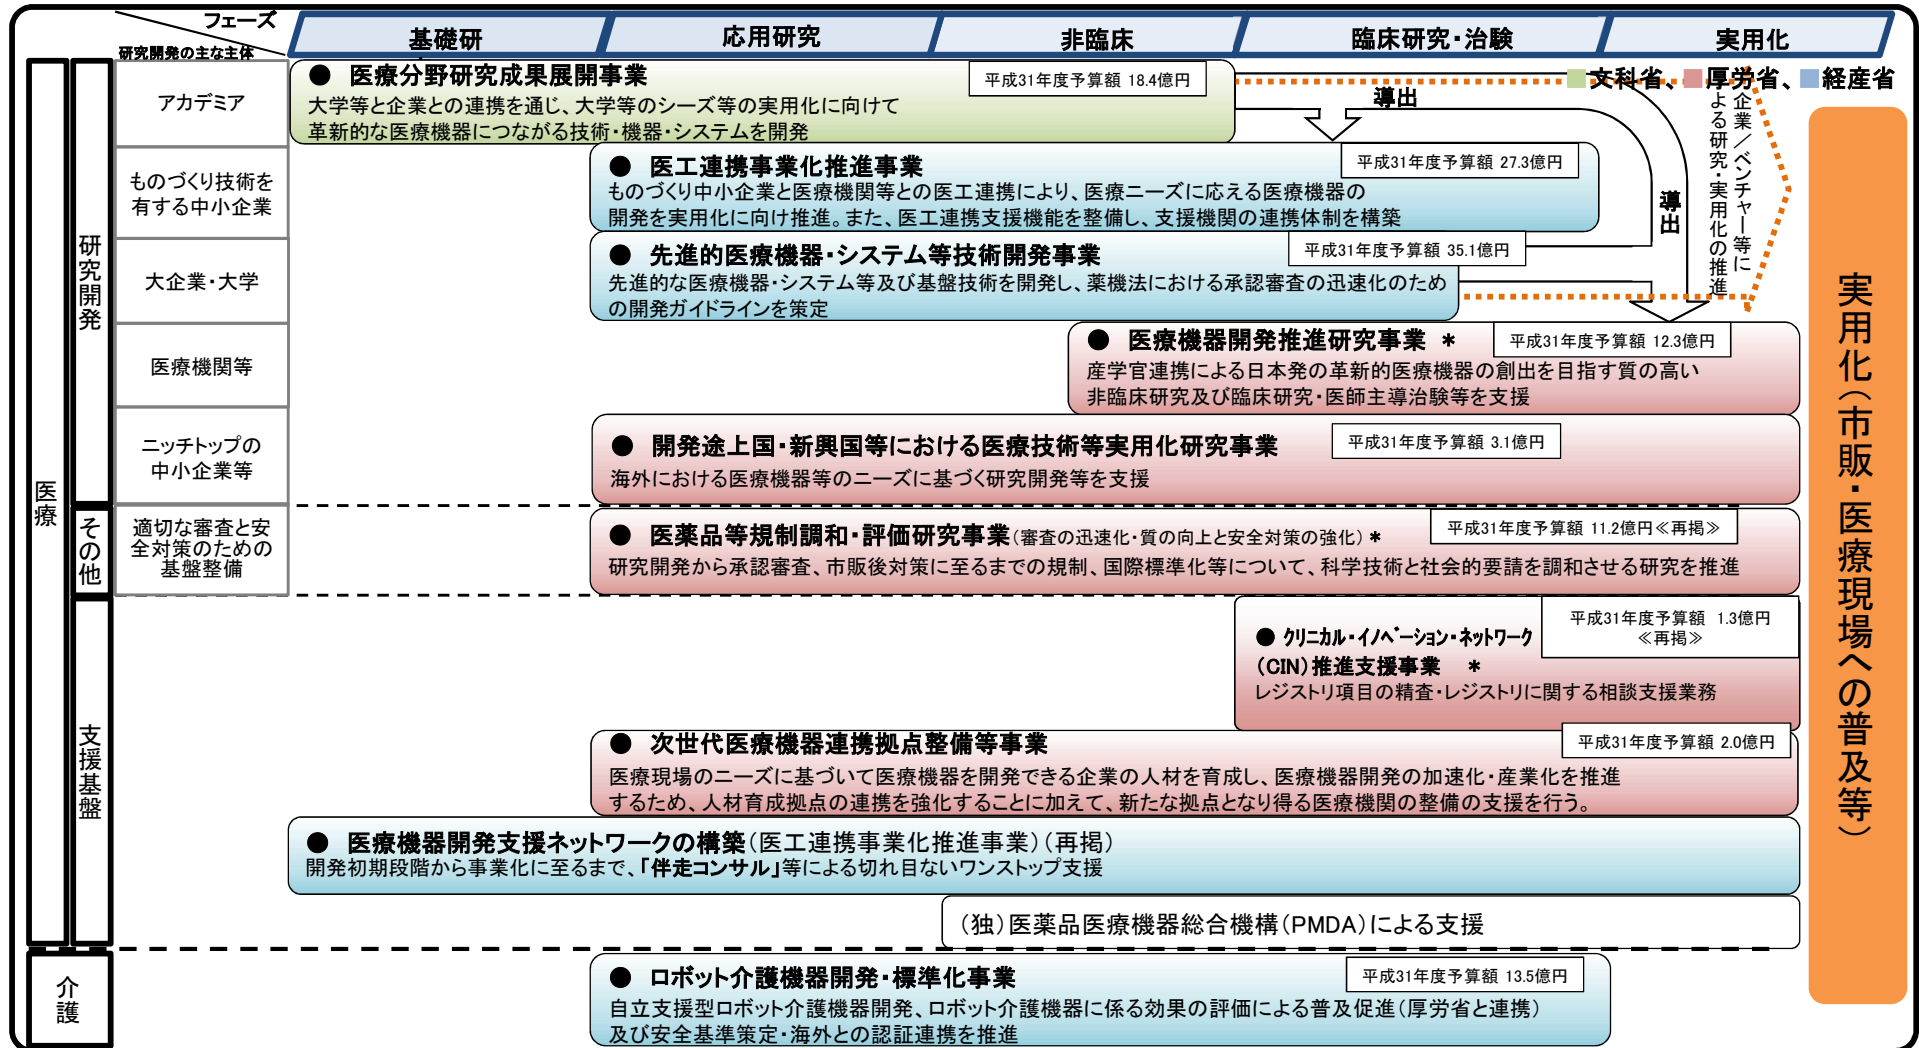 フェーズ
研究開発の主な主体
基礎研
応用研究
非臨床
臨床研究・治験
実用化
■文科省、■厚労省、■経産省
医療
研究開発
その他
支援基盤
介護
アカデミア
ものづくり技術を
有する中小企業
大企業・大学
医療機関等
ニッチトップの
中小企業等
適切な審査と安
全対策のための
基盤整備
● 医療分野研究成果展開事業
平成31年度予算額 18.4億円
大学等と企業との連携を通じ、大学等のシーズ等の実用化に向けて
革新的な医療機器につながる技術・機器・システムを開発
導出
導出
企業／ベンチャー等に
よる研究・実用化の推進
● 医工連携事業化推進事業
平成31年度予算額 27.3億円
ものづくり中小企業と医療機関等との医工連携により、医療ニーズに応える医療機器の
開発を実用化に向け推進。また、医工連携支援機能を整備し、支援機関の連携体制を構築
● 先進的医療機器・システム等技術開発事業
平成31年度予算額 35.1億円
先進的な医療機器・システム等及び基盤技術を開発し、薬機法における承認審査の迅速化のため
の開発ガイドラインを策定
● 医療機器開発推進研究事業 *
平成31年度予算額 12.3億円
産学官連携による日本発の革新的医療機器の創出を目指す質の高い
非臨床研究及び臨床研究・医師主導治験等を支援
● 開発途上国・新興国等における医療技術等実用化研究事業
平成31年度予算額 3.1億円
海外における医療機器等のニーズに基づく研究開発等を支援
● 医薬品等規制調和・評価研究事業(審査の迅速化・質の向上と安全対策の強化) *
平成31年度予算額 11.2億円≪再掲≫
研究開発から承認審査、市販後対策に至るまでの規制、国際標準化等について、科学技術と社会的要請を調和させる研究を推進
● クリニカル・イノベーション・ネットワーク
(CIN)推進支援事業 *
平成31年度予算額 1.3億円
≪再掲≫
レジストリ項目の精査・レジストリに関する相談支援業務
● 次世代医療機器連携拠点整備等事業
平成31年度予算額 2.0億円
医療現場のニーズに基づいて医療機器を開発できる企業の人材を育成し、医療機器開発の加速化・産業化を推進
するため、人材育成拠点の連携を強化することに加えて、新たな拠点となり得る医療機関の整備の支援を行う。
● 医療機器開発支援ネットワークの構築(医工連携事業化推進事業)(再掲)
開発初期段階から事業化に至るまで、「伴走コンサル」等による切れ目ないワンストップ支援
(独)医薬品医療機器総合機構(PMDA)による支援
● ロボット介護機器開発・標準化事業
平成31年度予算額 13.5億円
自立支援型ロボット介護機器開発、ロボット介護機器に係る効果の評価による普及促進(厚労省と連携)
及び安全基準策定・海外との認証連携を推進
実用化(市販・医療現場への普及等)